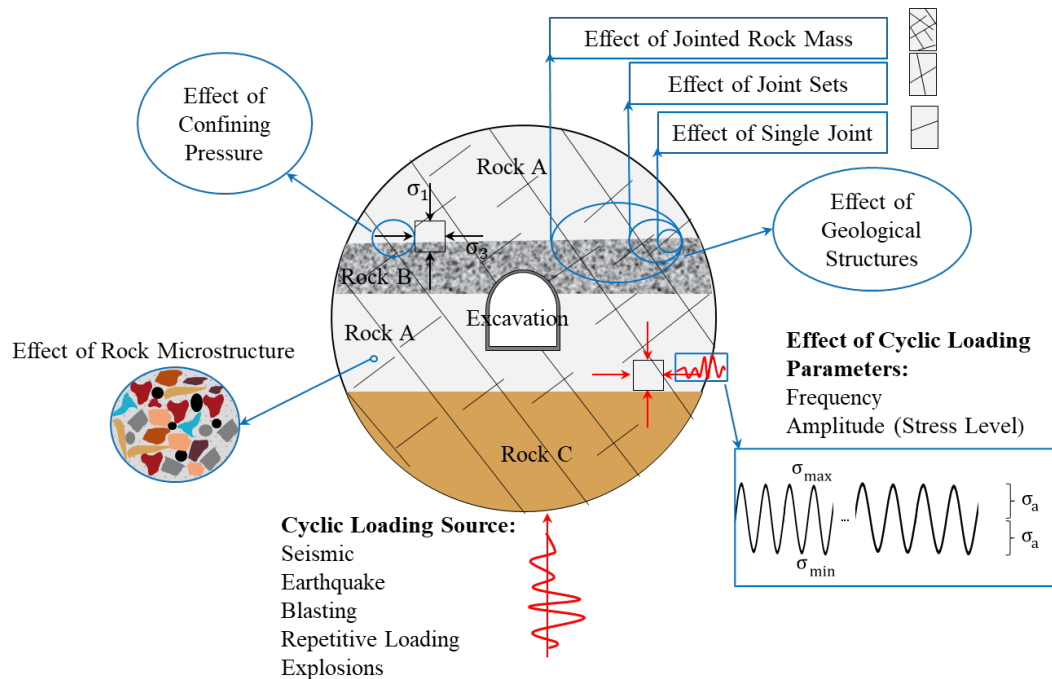 Effect of Jointed Rock Mass
Effect of Joint Sets
Effect of Single Joint
Effect of
Confining
Pressure
Rock A
σ1
σ3
Effect of
Geological
Structures
Rock B
Excavation
Rock A
Effect of Rock Microstructure
Effect of Cyclic Loading
Parameters:
Frequency
Amplitude (Stress Level)
Rock C
σmax
...
σa
σa
σmin
Cyclic Loading Source:
Seismic
Earthquake
Blasting
Repetitive Loading
Explosions